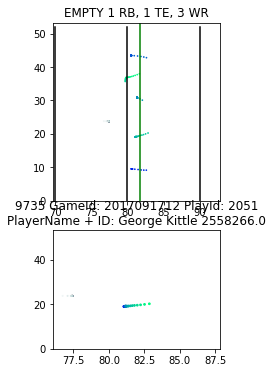 EMPTY 1 RB, 1 TE, 3 WR
50
40
30
20
10
0
70 75 80 85 90
9735 GameId: 2017091712 PlayId: 2051
PlayerName + ID: George Kittle 2558266.0
40
20
0
77.5 80.0 82.5 85.0 87.5